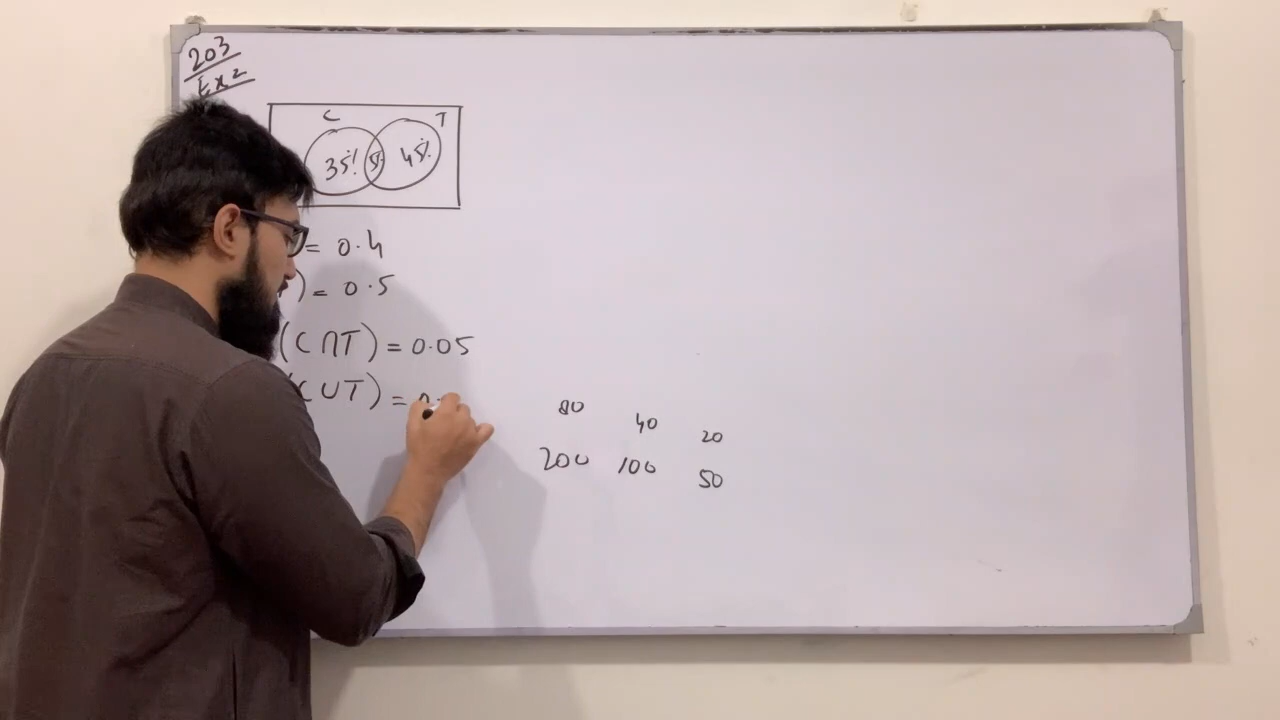 203
Ex 2
C T
35% 5% 45%
= 0.4
) = 0.5
(C ∩ T) = 0.05
(C ∪ T) =
80 40 20
200 100 50